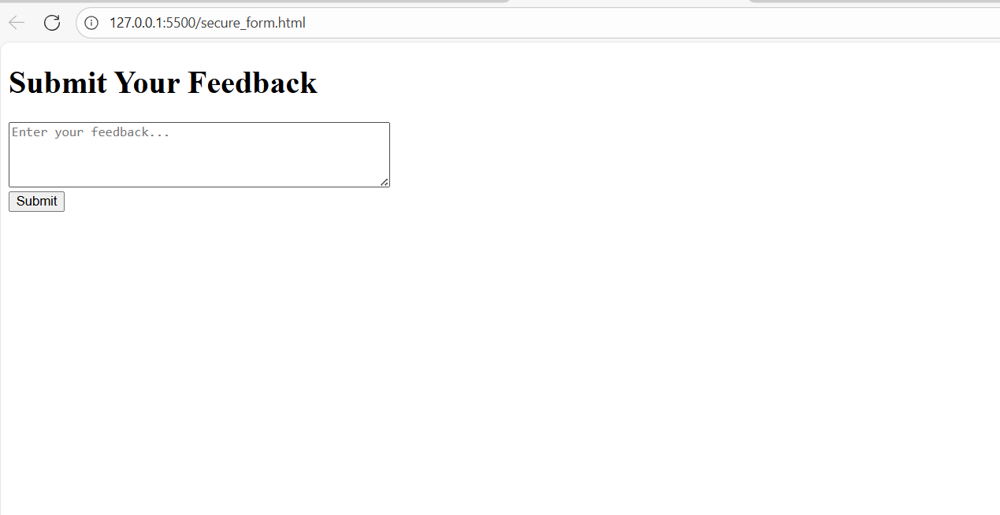 127.0.0.1:5500/secure_form.html
Submit Your Feedback
Enter your feedback...
Submit